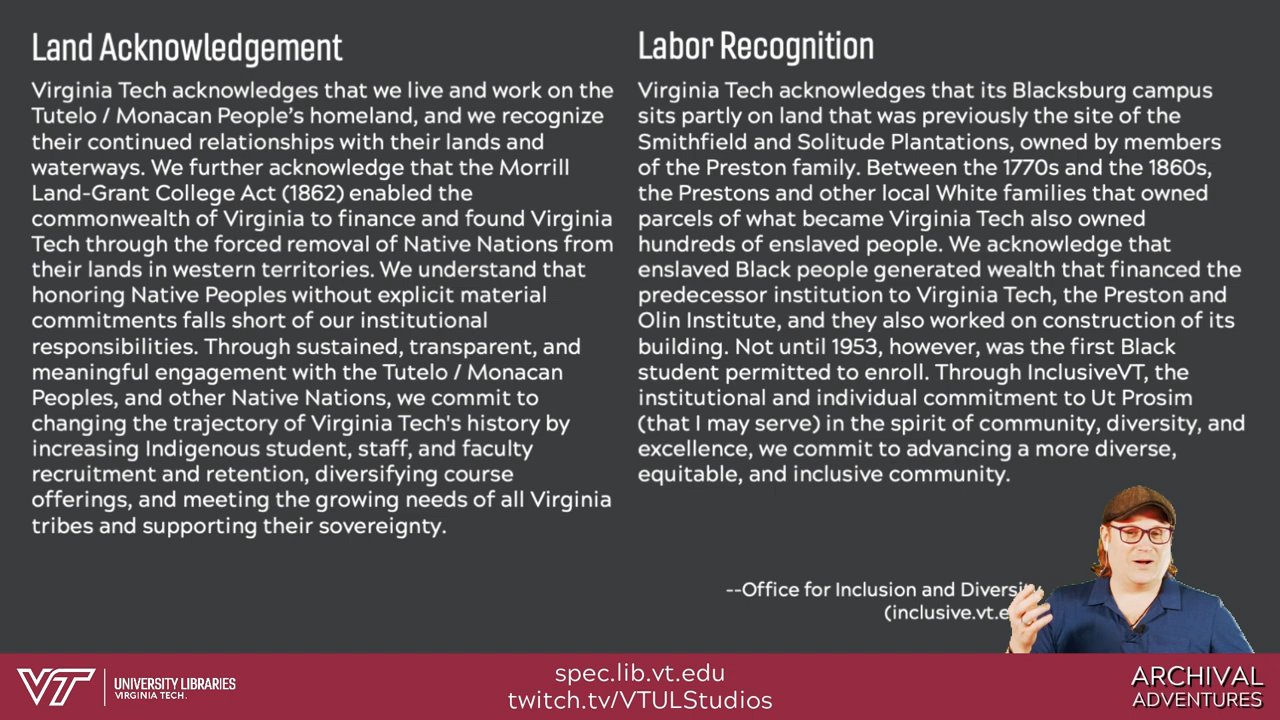 Land Acknowledgement
Virginia Tech acknowledges that we live and work on the
Tutelo / Monacan People's homeland, and we recognize
their continued relationships with their lands and
waterways. We further acknowledge that the Morrill
Land-Grant College Act (1862) enabled the
commonwealth of Virginia to finance and found Virginia
Tech through the forced removal of Native Nations from
their lands in western territories. We understand that
honoring Native Peoples without explicit material
commitments falls short of our institutional
responsibilities. Through sustained, transparent, and
meaningful engagement with the Tutelo / Monacan
Peoples, and other Native Nations, we commit to
changing the trajectory of Virginia Tech's history by
increasing Indigenous student, staff, and faculty
recruitment and retention, diversifying course
offerings, and meeting the growing needs of all Virginia
tribes and supporting their sovereignty.
Labor Recognition
Virginia Tech acknowledges that its Blacksburg campus
sits partly on land that was previously the site of the
Smithfield and Solitude Plantations, owned by members
of the Preston family. Between the 1770s and the 1860s,
the Prestons and other local White families that owned
parcels of what became Virginia Tech also owned
hundreds of enslaved people. We acknowledge that
enslaved Black people generated wealth that financed the
predecessor institution to Virginia Tech, the Preston and
Olin Institute, and they also worked on construction of its
building. Not until 1953, however, was the first Black
student permitted to enroll. Through InclusiveVT, the
institutional and individual commitment to Ut Prosim
(that I may serve) in the spirit of community, diversity, and
excellence, we commit to advancing a more diverse,
equitable, and inclusive community.
--Office for Inclusion and
(inclusive.vt.
VT
UNIVERSITY LIBRARIES
VIRGINIA TECH.
spec.lib.vt.edu
twitch.tv/VTULStudios
ARCHIVAL
ADVENTURES